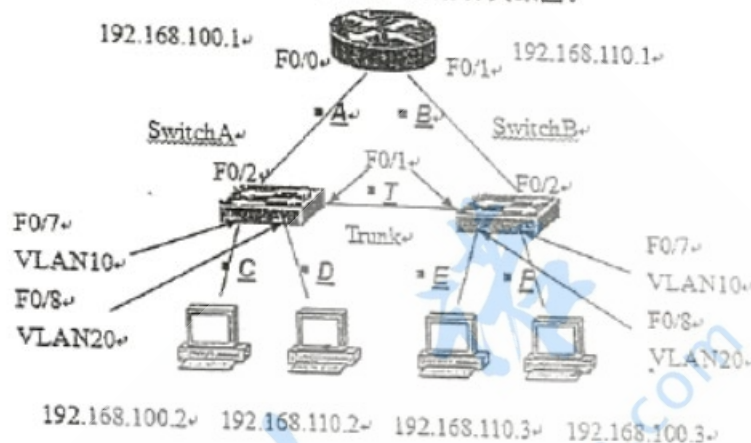 192.168.100.1
F0/0
F0/1
192.168.110.1
A
B
SwitchA
SwitchB
F0/2
F0/1
F0/2
T
Trunk
F0/7
VLAN10
F0/8
VLAN20
C
D
E
F
F0/7
VLAN10
F0/8
VLAN20
192.168.100.2
192.168.110.2
192.168.110.3
192.168.100.3
com